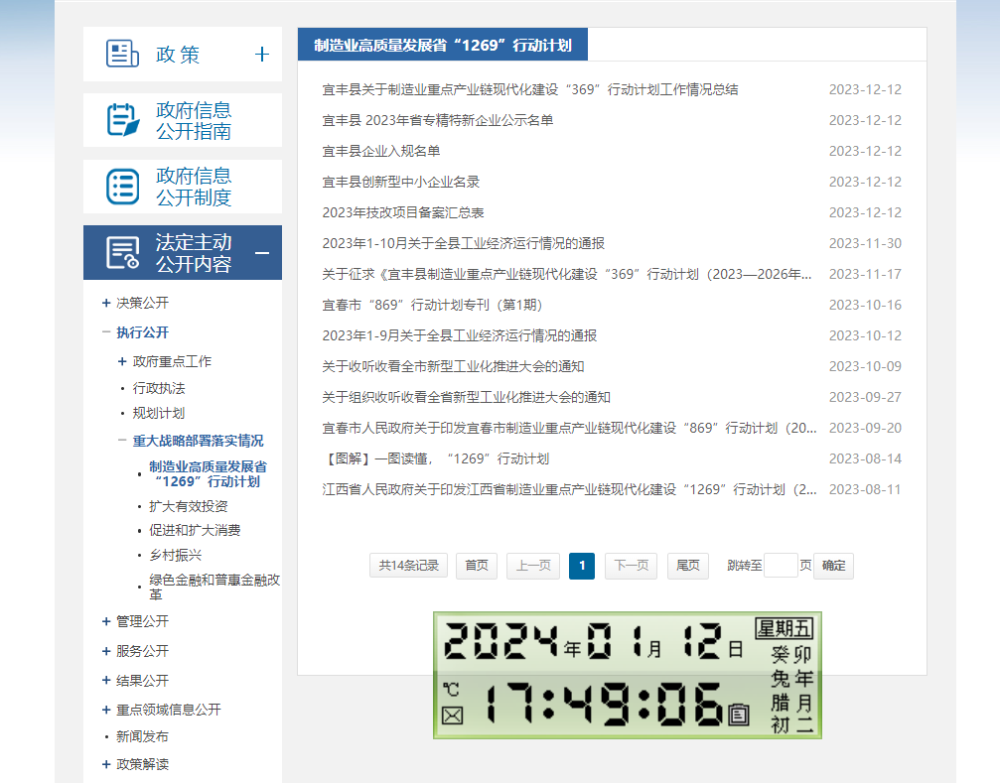 政 策
政府信息
公开指南
政府信息
公开制度
法定主动
公开内容
决策公开
执行公开
政府重点工作
行政执法
规划计划
重大战略部署落实情况
制造业高质量发展省
“1269”行动计划
扩大有效投资
促进和扩大消费
乡村振兴
绿色金融和普惠金融改
革
管理公开
服务公开
结果公开
重点领域信息公开
新闻发布
政策解读
制造业高质量发展省“1269”行动计划
宜丰县关于制造业重点产业链现代化建设“369”行动计划工作情况总结 2023-12-12
宜丰县 2023年省专精特新企业公示名单 2023-12-12
宜丰县企业入规名单 2023-12-12
宜丰县创新型中小企业名录 2023-12-12
2023年技改项目备案汇总表 2023-12-12
2023年1-10月关于全县工业经济运行情况的通报 2023-11-30
关于征求《宜丰县制造业重点产业链现代化建设“369”行动计划（2023—2026年... 2023-11-17
宜春市“869”行动计划专刊（第1期） 2023-10-16
2023年1-9月关于全县工业经济运行情况的通报 2023-10-12
关于收听收看全市新型工业化推进大会的通知 2023-10-09
关于组织收听收看全省新型工业化推进大会的通知 2023-09-27
宜春市人民政府关于印发宜春市制造业重点产业链现代化建设“869”行动计划（20... 2023-09-20
【图解】一图读懂，“1269”行动计划 2023-08-14
江西省人民政府关于印发江西省制造业重点产业链现代化建设“1269”行动计划（2... 2023-08-11
共14条记录 首页 上一页 1 下一页 尾页 跳转至 页 确定
2024年01月12日 星期五
17:49:06
℃
癸卯
兔年
腊月
初二